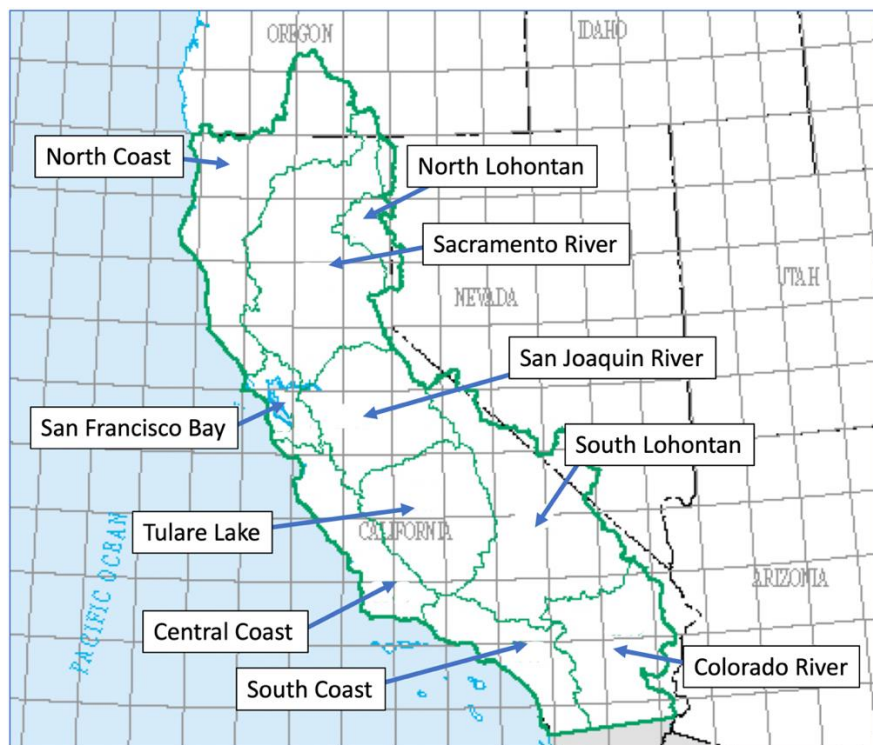 OREGON
IDAHO
North Coast
North Lohontan
Sacramento River
UTAH
NEVADA
San Joaquin River
San Francisco Bay
South Lohontan
Tulare Lake
CALIFORNIA
ARIZONIA
PACIFIC OCEAN
Central Coast
South Coast
Colorado River